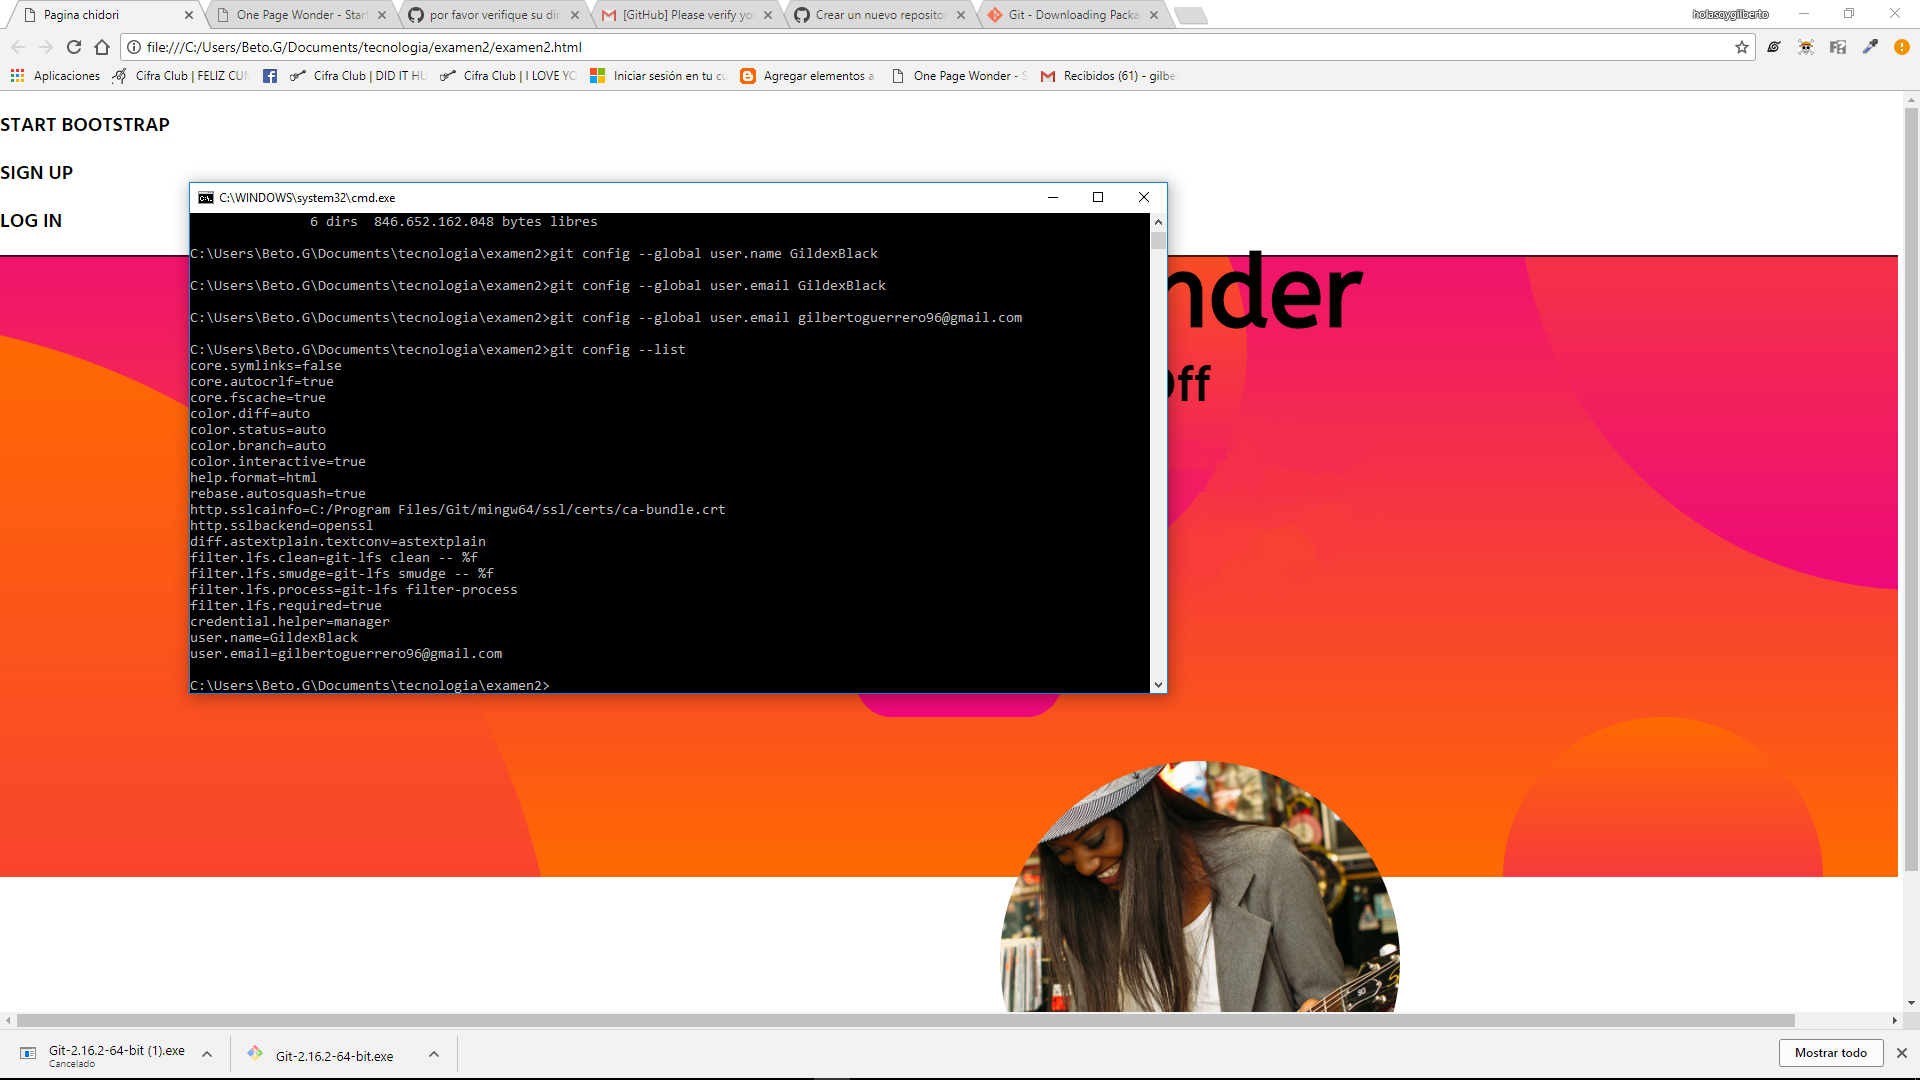 Pagina chidori
One Page Wonder - Start
por favor verifique su dir
[GitHub] Please verify yo
Crear un nuevo repositor
Git - Downloading Packa
holasoygilberto
file:///C:/Users/Beto.G/Documents/tecnologia/examen2/examen2.html
Aplicaciones
Cifra Club | FELIZ CUM
Cifra Club | DID IT HU
Cifra Club | I LOVE YO
Iniciar sesión en tu cu
Agregar elementos a
One Page Wonder - S
Recibidos (61) - gilbe
START BOOTSTRAP
SIGN UP
LOG IN
nder
Off
C:\WINDOWS\system32\cmd.exe
6 dirs  846.652.162.048 bytes libres
C:\Users\Beto.G\Documents\tecnologia\examen2>git config --global user.name GildexBlack
C:\Users\Beto.G\Documents\tecnologia\examen2>git config --global user.email GildexBlack
C:\Users\Beto.G\Documents\tecnologia\examen2>git config --global user.email gilbertoguerrero96@gmail.com
C:\Users\Beto.G\Documents\tecnologia\examen2>git config --list
core.symlinks=false
core.autocrlf=true
core.fscache=true
color.diff=auto
color.status=auto
color.branch=auto
color.interactive=true
help.format=html
rebase.autosquash=true
http.sslcainfo=C:/Program Files/Git/mingw64/ssl/certs/ca-bundle.crt
http.sslbackend=openssl
diff.astextplain.textconv=astextplain
filter.lfs.clean=git-lfs clean -- %f
filter.lfs.smudge=git-lfs smudge -- %f
filter.lfs.process=git-lfs filter-process
filter.lfs.required=true
credential.helper=manager
user.name=GildexBlack
user.email=gilbertoguerrero96@gmail.com
C:\Users\Beto.G\Documents\tecnologia\examen2>
Git-2.16.2-64-bit (1).exe
Cancelado
Git-2.16.2-64-bit.exe
Mostrar todo